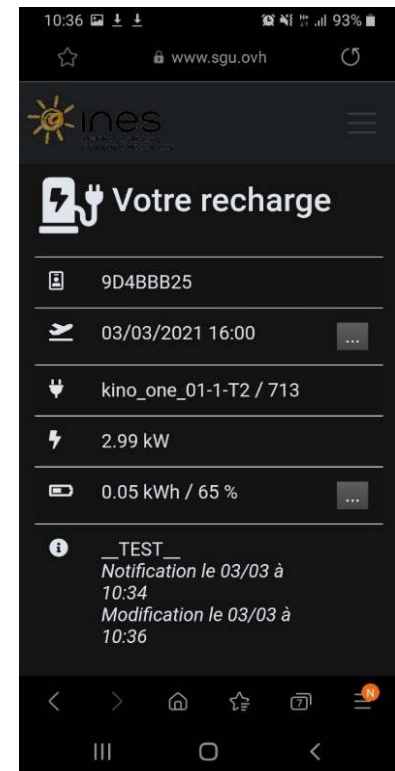 10:36 93%
www.sgu.ovh
ines
Votre recharge
9D4BBB25
03/03/2021 16:00 ...
kino_one_01-1-T2 / 713
2.99 kW
0.05 kWh / 65 % ...
__TEST__
Notification le 03/03 à
10:34
Modification le 03/03 à
10:36
7 N